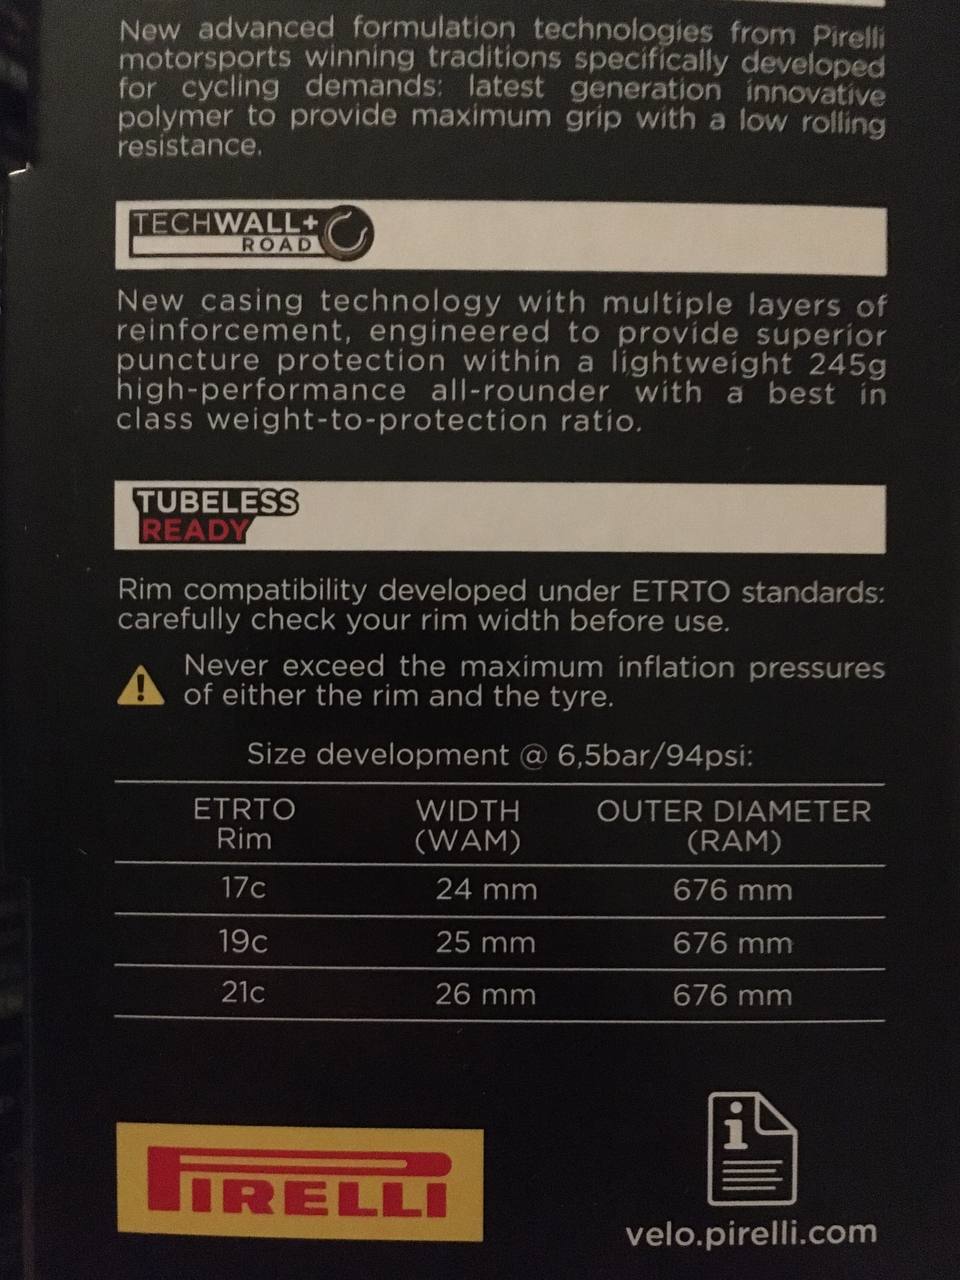 New advanced formulation technologies from Pirelli
motorsports winning traditions specifically developed
for cycling demands: latest generation innovative
polymer to provide maximum grip with a low rolling
resistance.
TECHWALL+
ROAD
New casing technology with multiple layers of
reinforcement, engineered to provide superior
puncture protection within a lightweight 245g
high-performance all-rounder with a best in
class weight-to-protection ratio.
TUBELESS
READY
Rim compatibility developed under ETRTO standards:
carefully check your rim width before use.
Never exceed the maximum inflation pressures
of either the rim and the tyre.
Size development @ 6,5bar/94psi:
ETRTO WIDTH OUTER DIAMETER
Rim (WAM) (RAM)
17c 24 mm 676 mm
19c 25 mm 676 mm
21c 26 mm 676 mm
PIRELLI
velo.pirelli.com